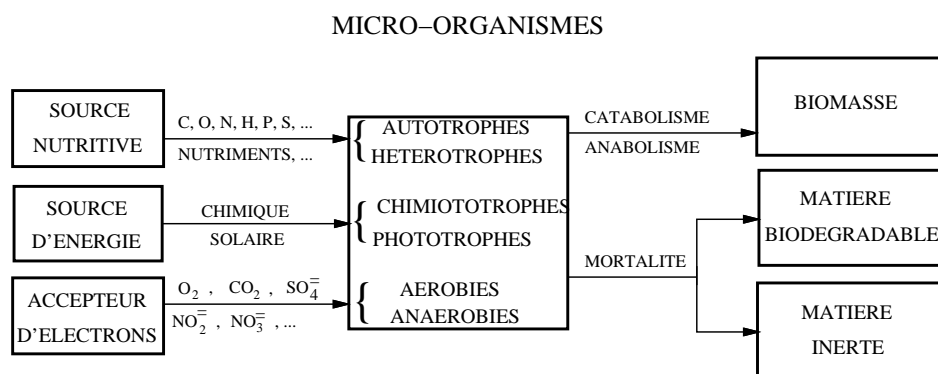 MICRO–ORGANISMES
SOURCE
NUTRITIVE
C, O, N, H, P, S, ...
NUTRIMENTS, ...
SOURCE
D'ENERGIE
CHIMIQUE
SOLAIRE
ACCEPTEUR
D'ELECTRONS
O₂ , CO₂ , SO₄⁼
NO₂⁼ , NO₃⁼ , ...
{ AUTOTROPHES
HETEROTROPHES
{ CHIMIOTOTROPHES
PHOTOTROPHES
{ AEROBIES
ANAEROBIES
CATABOLISME
ANABOLISME
MORTALITE
BIOMASSE
MATIERE
BIODEGRADABLE
MATIERE
INERTE